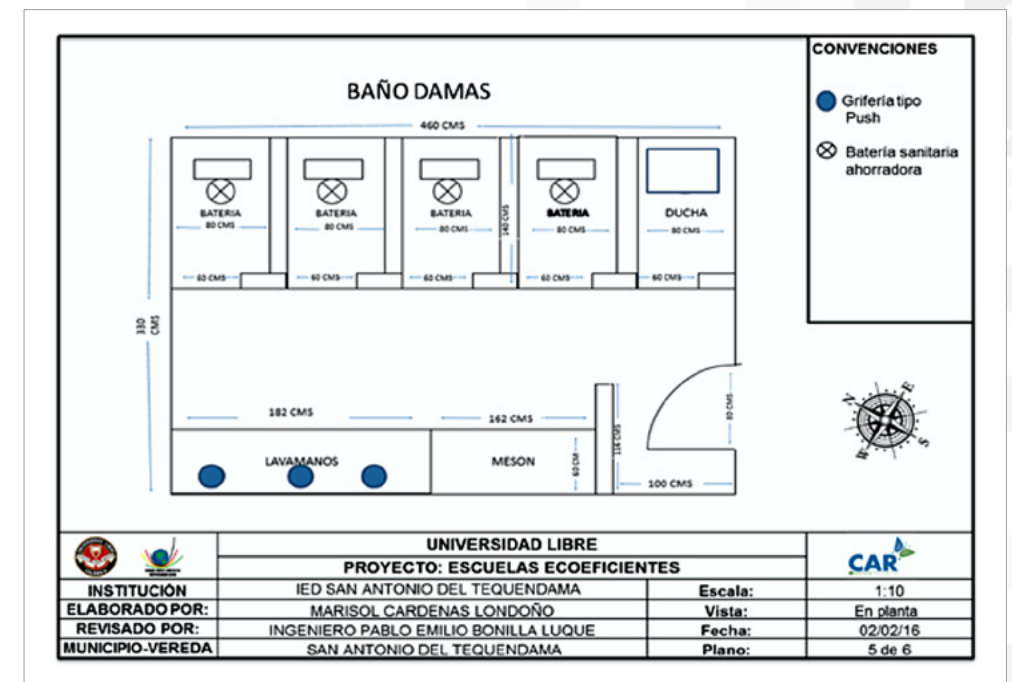 CONVENCIONES
Grifería tipo
Push
Batería sanitaria
ahorradora
BAÑO DAMAS
460 CMS
BATERIA
80 CMS
BATERIA
80 CMS
BATERIA
80 CMS
140 CMS
BATERIA
80 CMS
DUCHA
80 CMS
60 CMS
60 CMS
60 CMS
60 CMS
60 CMS
330
CMS
182 CMS
162 CMS
LAVAMANOS
MESON
60 CM
116 CMS
80 CMS
100 CMS
N
E
W
S
UNIVERSIDAD LIBRE
PROYECTO: ESCUELAS ECOEFICIENTES
CAR
INSTITUCIÓN IED SAN ANTONIO DEL TEQUENDAMA Escala: 1:10
ELABORADO POR: MARISOL CARDENAS LONDOÑO Vista: En planta
REVISADO POR: INGENIERO PABLO EMILIO BONILLA LUQUE Fecha: 02/02/16
MUNICIPIO-VEREDA SAN ANTONIO DEL TEQUENDAMA Plano: 5 de 6